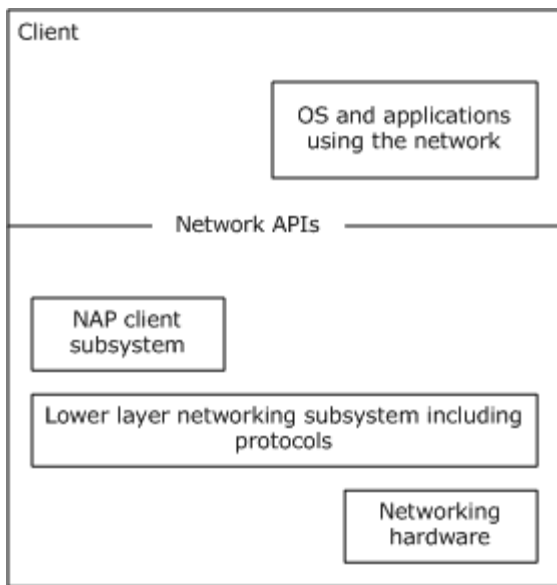 Client
OS and applications
using the network
Network APIs
NAP client
subsystem
Lower layer networking subsystem including
protocols
Networking
hardware